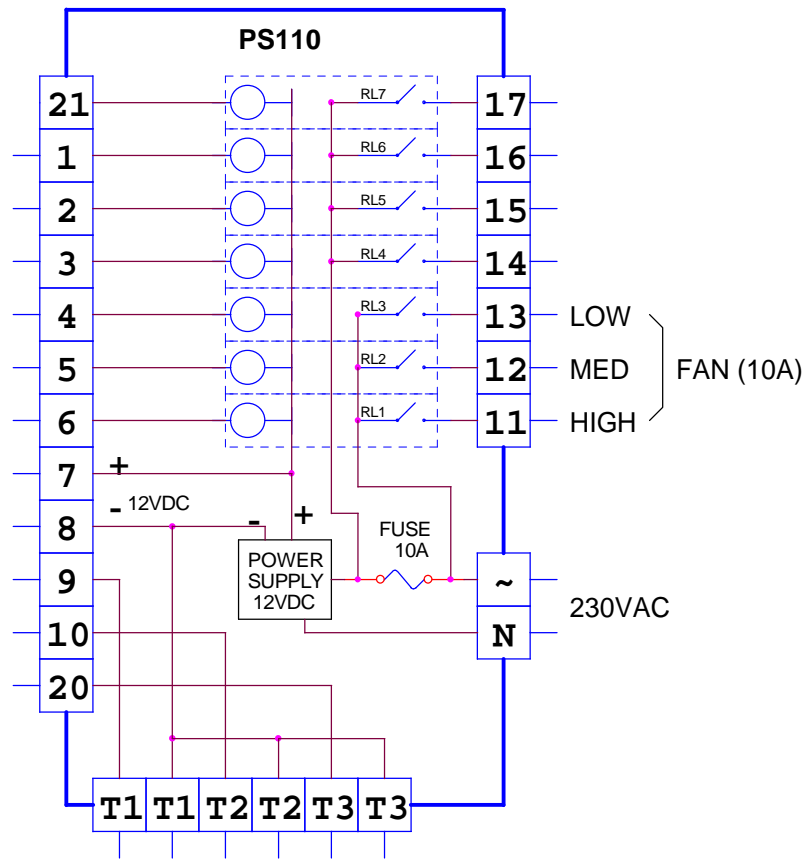 PS110
21 RL7 17
1 RL6 16
2 RL5 15
3 RL4 14
4 RL3 13 LOW
5 RL2 12 MED FAN (10A)
6 RL1 11 HIGH
7 +
8 - 12VDC - +
FUSE
10A
POWER
SUPPLY
12VDC
9 ~
230VAC
10 N
20
T1 T1 T2 T2 T3 T3